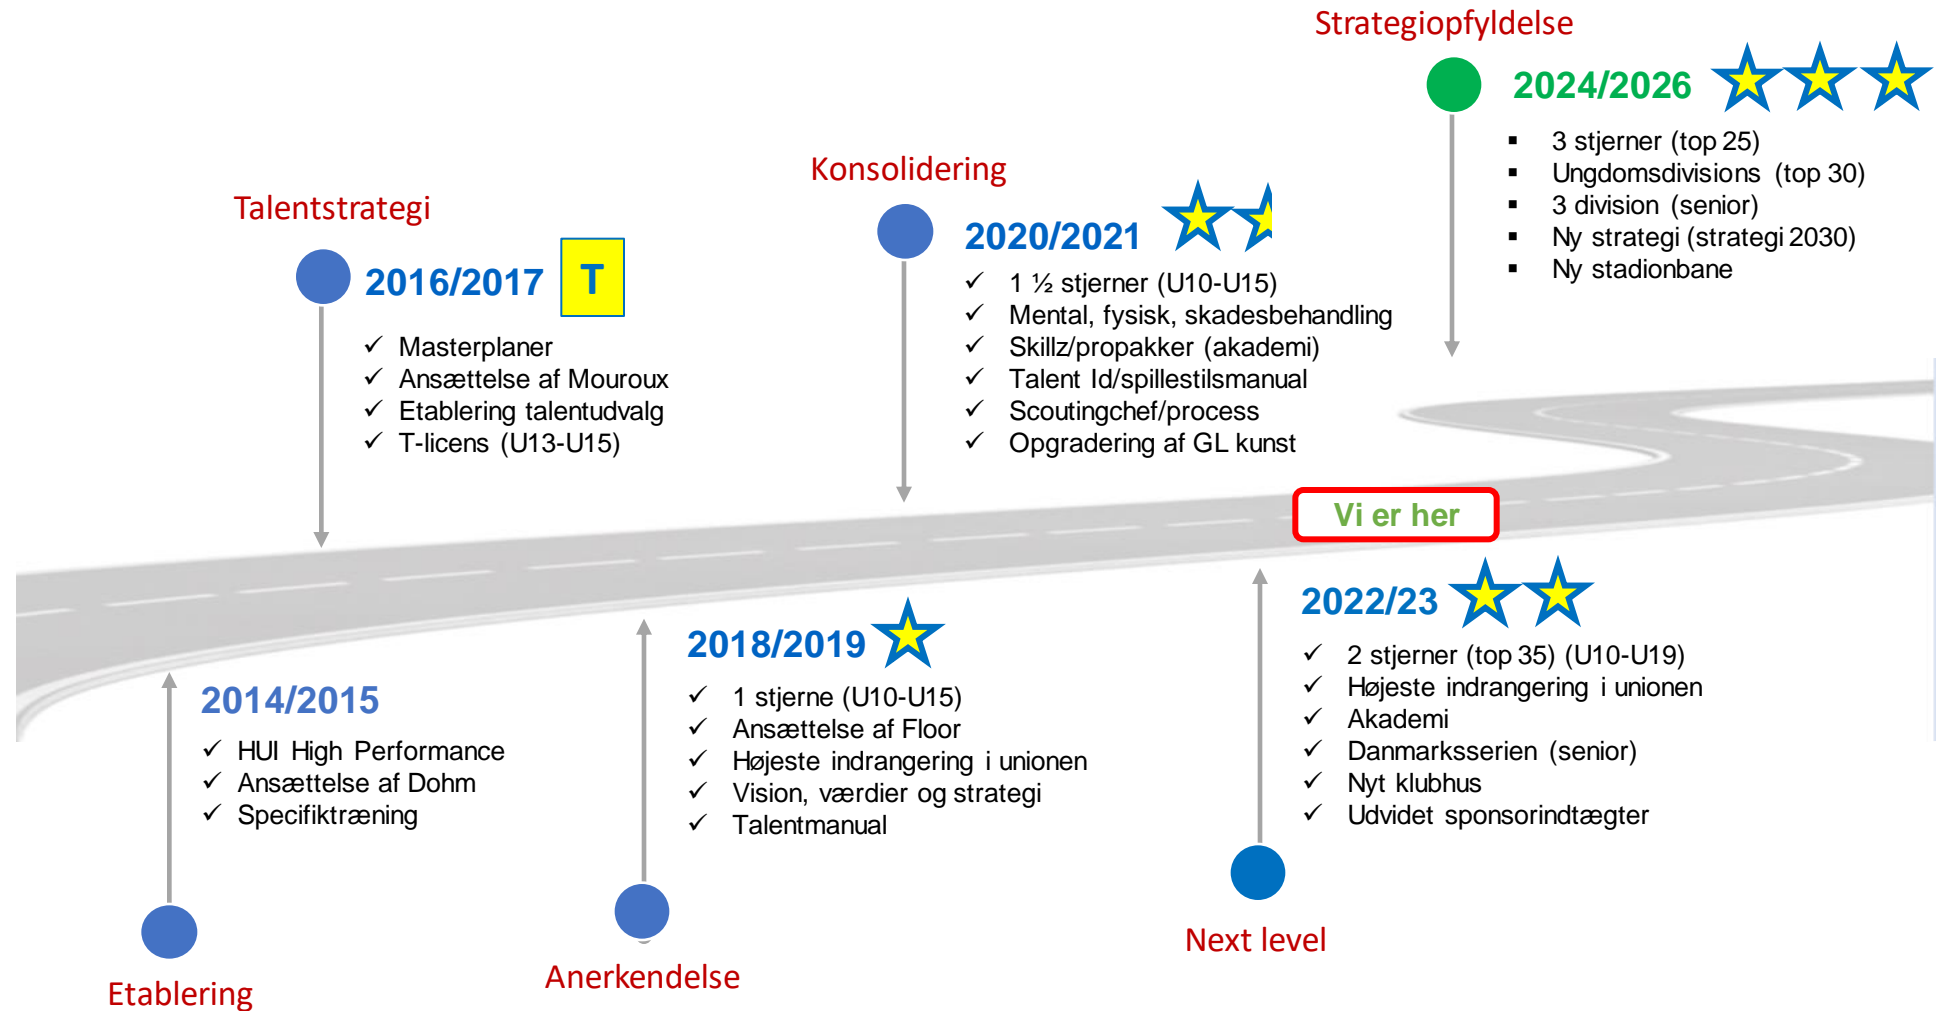 Strategiopfyldelse
2024/2026
▪ 3 stjerner (top 25)
▪ Ungdomsdivisions (top 30)
▪ 3 division (senior)
▪ Ny strategi (strategi 2030)
▪ Ny stadionbane
Konsolidering
2020/2021
✓ 1 ½ stjerner (U10-U15)
✓ Mental, fysisk, skadesbehandling
✓ Skillz/propakker (akademi)
✓ Talent Id/spillestilsmanual
✓ Scoutingchef/process
✓ Opgradering af GL kunst
Talentstrategi
2016/2017
T
✓ Masterplaner
✓ Ansættelse af Mouroux
✓ Etablering talentudvalg
✓ T-licens (U13-U15)
Vi er her
2022/23
✓ 2 stjerner (top 35) (U10-U19)
✓ Højeste indrangering i unionen
✓ Akademi
✓ Danmarksserien (senior)
✓ Nyt klubhus
✓ Udvidet sponsorindtægter
Next level
2018/2019
✓ 1 stjerne (U10-U15)
✓ Ansættelse af Floor
✓ Højeste indrangering i unionen
✓ Vision, værdier og strategi
✓ Talentmanual
Anerkendelse
2014/2015
✓ HUI High Performance
✓ Ansættelse af Dohm
✓ Specifiktræning
Etablering